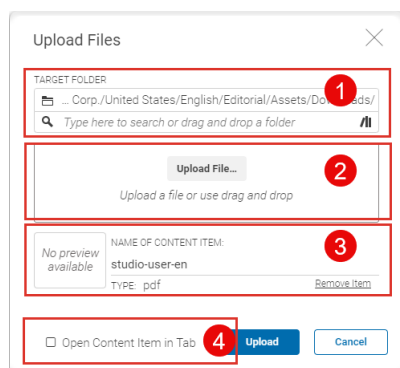 Upload Files
TARGET FOLDER
1
... Corp./United States/English/Editorial/Assets/Downloads/
Type here to search or drag and drop a folder
Upload File...
2
Upload a file or use drag and drop
No preview available
NAME OF CONTENT ITEM:
3
studio-user-en
TYPE: pdf
Remove Item
Open Content Item in Tab
4
Upload
Cancel